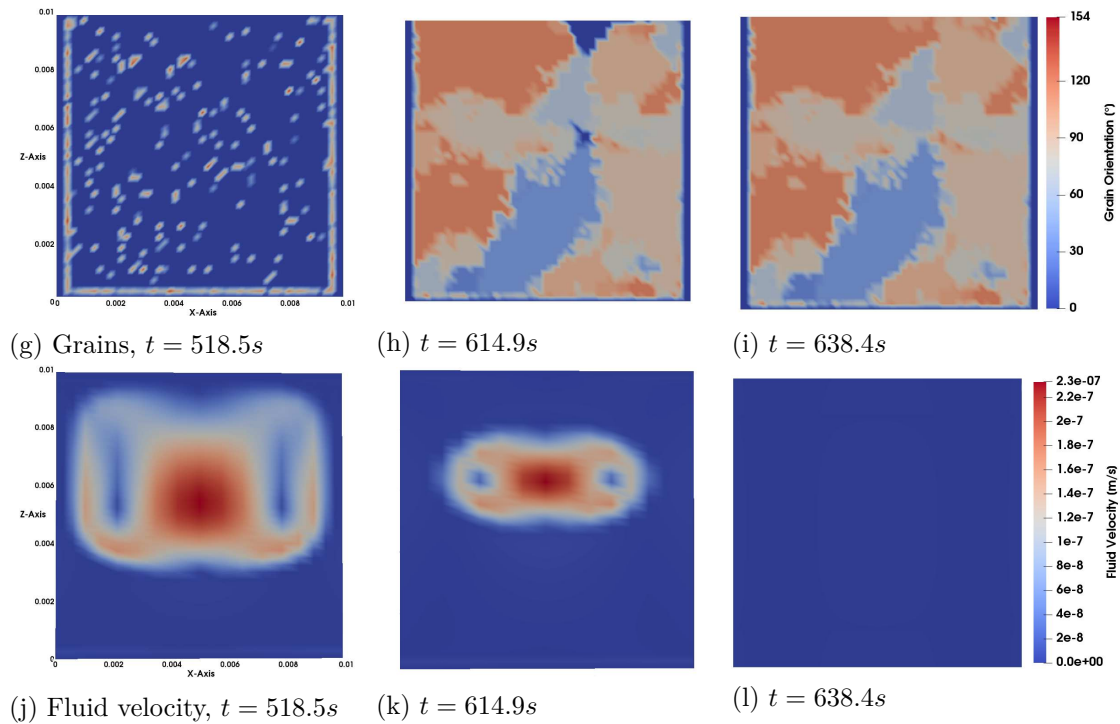 0.01
0.008
0.006
Z-Axis
0.004
0.002
0
0.002
0.004
0.006
0.008
0.01
X-Axis
154
120
90
60
30
0
Grain Orientation (°)
(g) Grains, t = 518.5s
(h) t = 614.9s
(i) t = 638.4s
0.01
0.008
0.006
Z-Axis
0.004
0.002
0
0
0.002
0.004
0.006
0.008
0.01
X-Axis
2.3e-07
2.2e-7
2e-7
1.8e-7
1.6e-7
1.4e-7
1.2e-7
1e-7
8e-8
6e-8
4e-8
2e-8
0.0e+00
Fluid Velocity (m/s)
(j) Fluid velocity, t = 518.5s
(k) t = 614.9s
(l) t = 638.4s